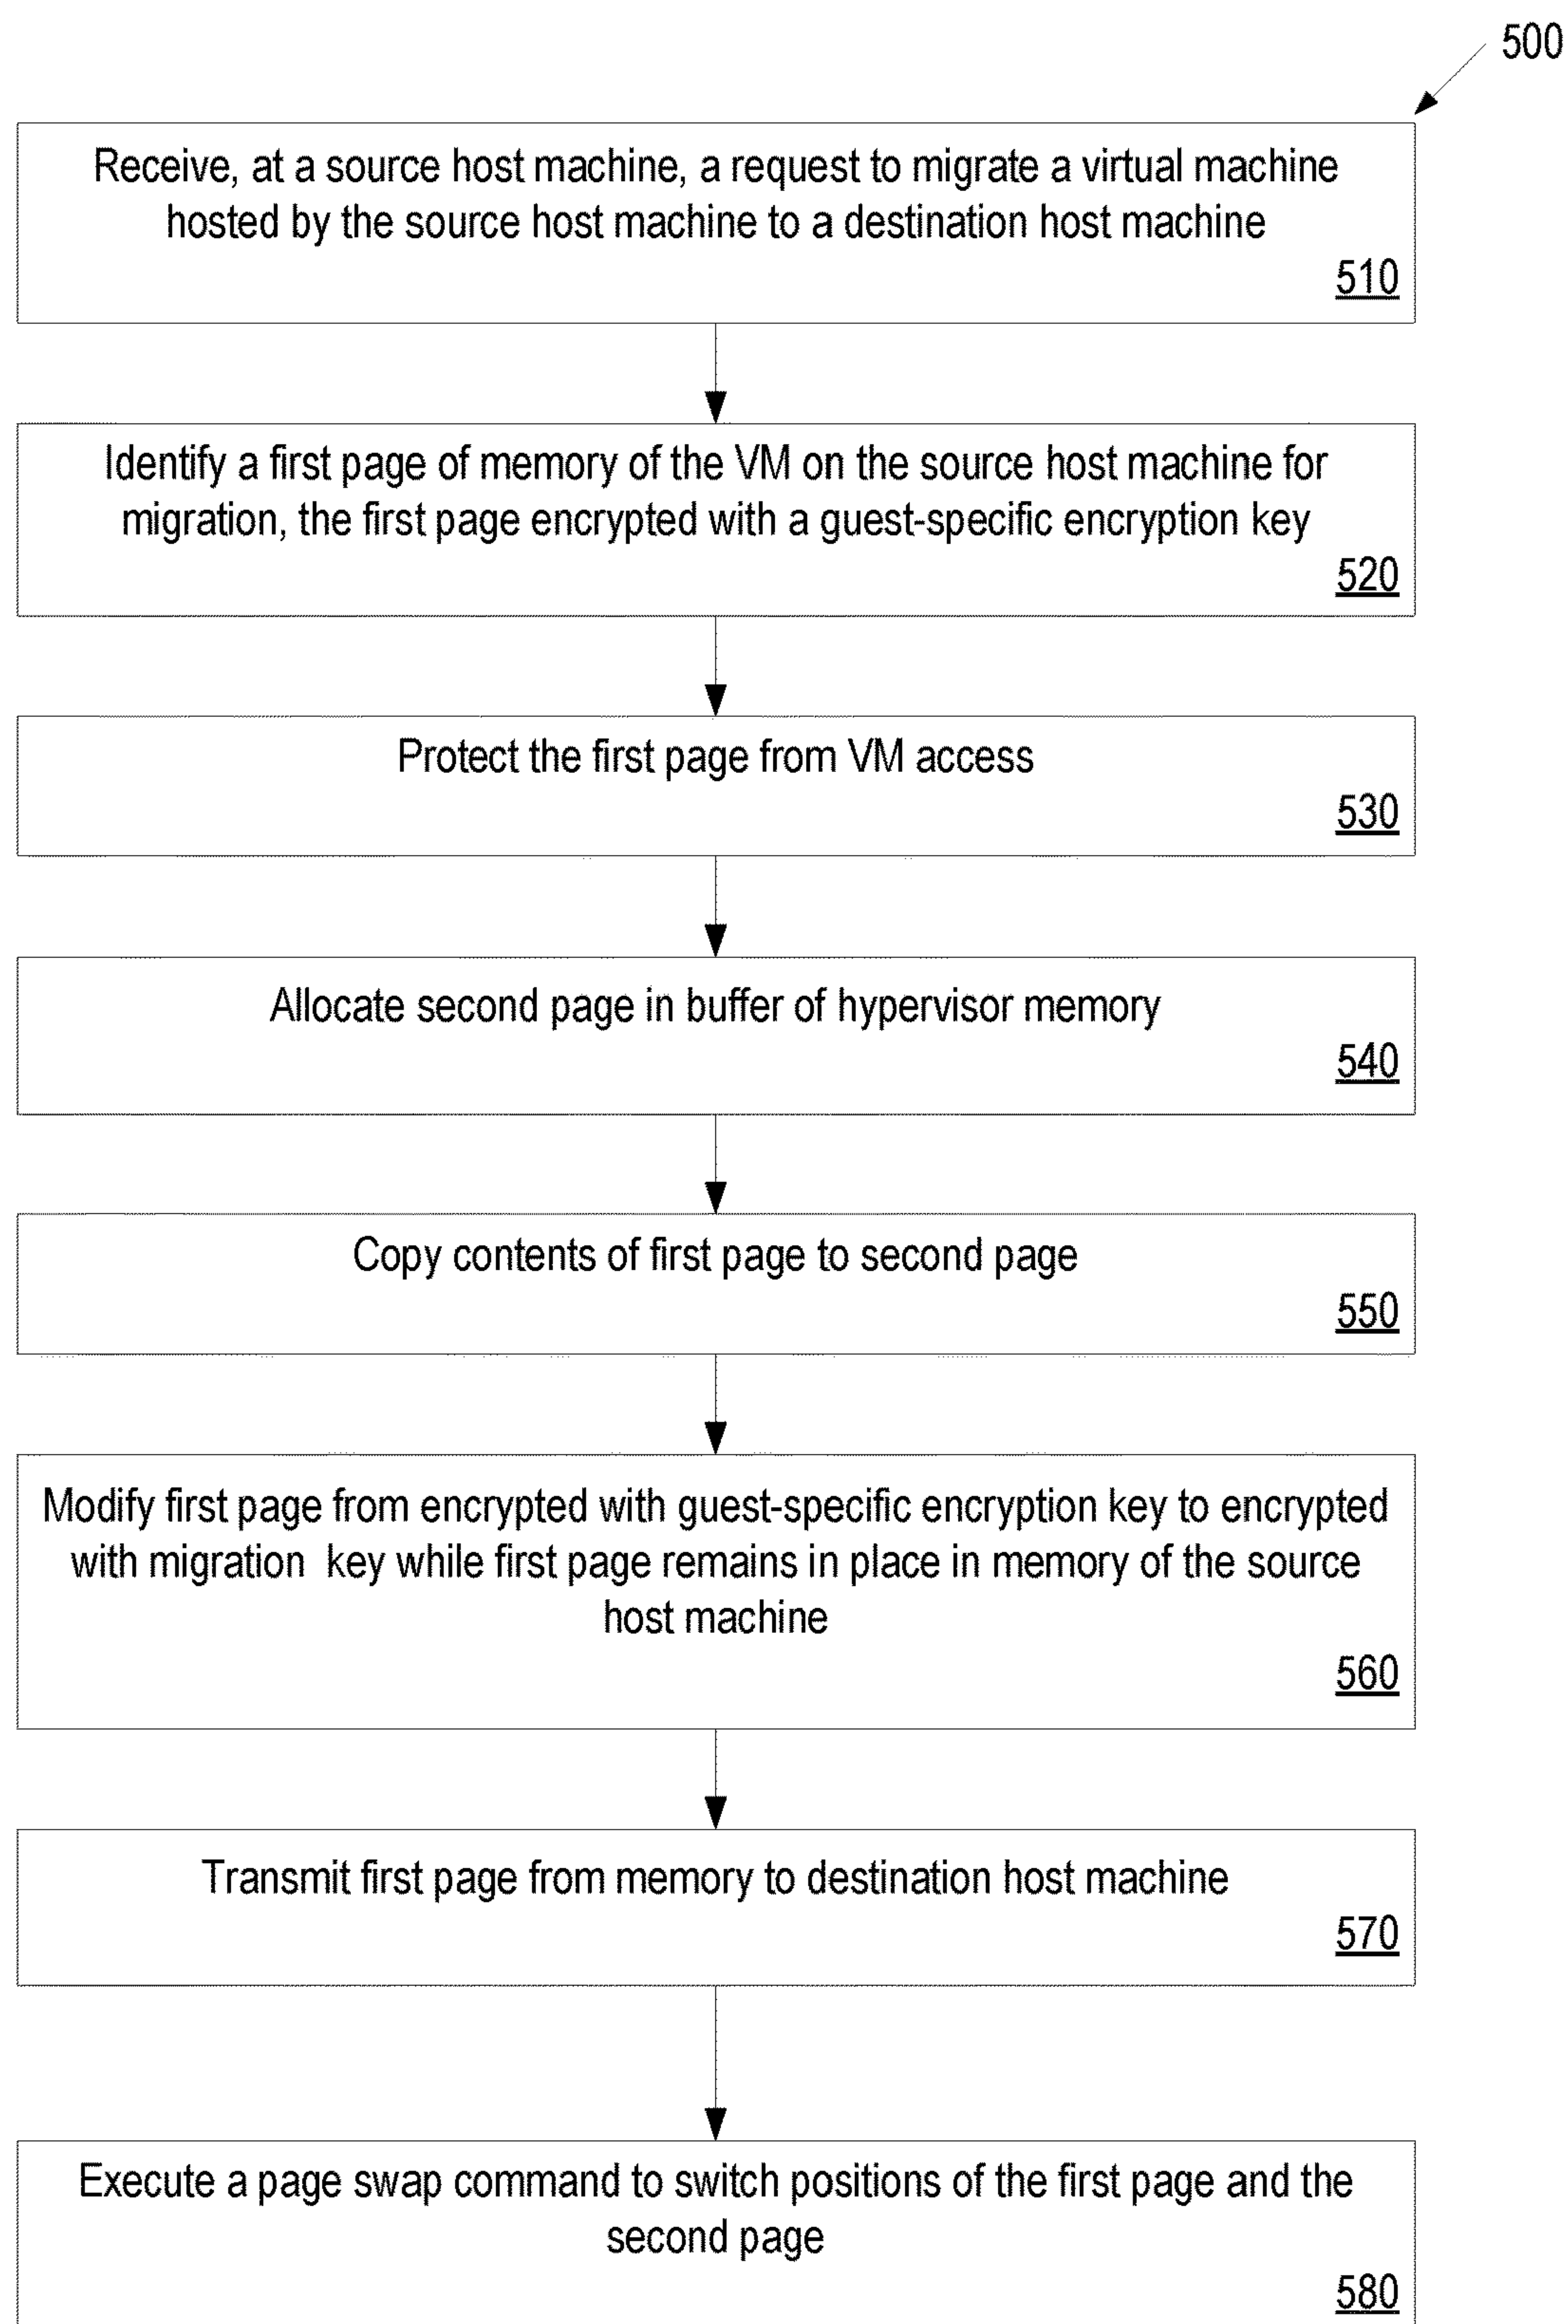 500
Receive, at a source host machine, a request to migrate a virtual machine
hosted by the source host machine to a destination host machine
510
Identify a first page of memory of the VM on the source host machine for
migration, the first page encrypted with a guest-specific encryption key
520
Protect the first page from VM access
530
Allocate second page in buffer of hypervisor memory
540
Copy contents of first page to second page
550
Modify first page from encrypted with guest-specific encryption key to encrypted
with migration key while first page remains in place in memory of the source
host machine
560
Transmit first page from memory to destination host machine
570
Execute a page swap command to switch positions of the first page and the
second page
580